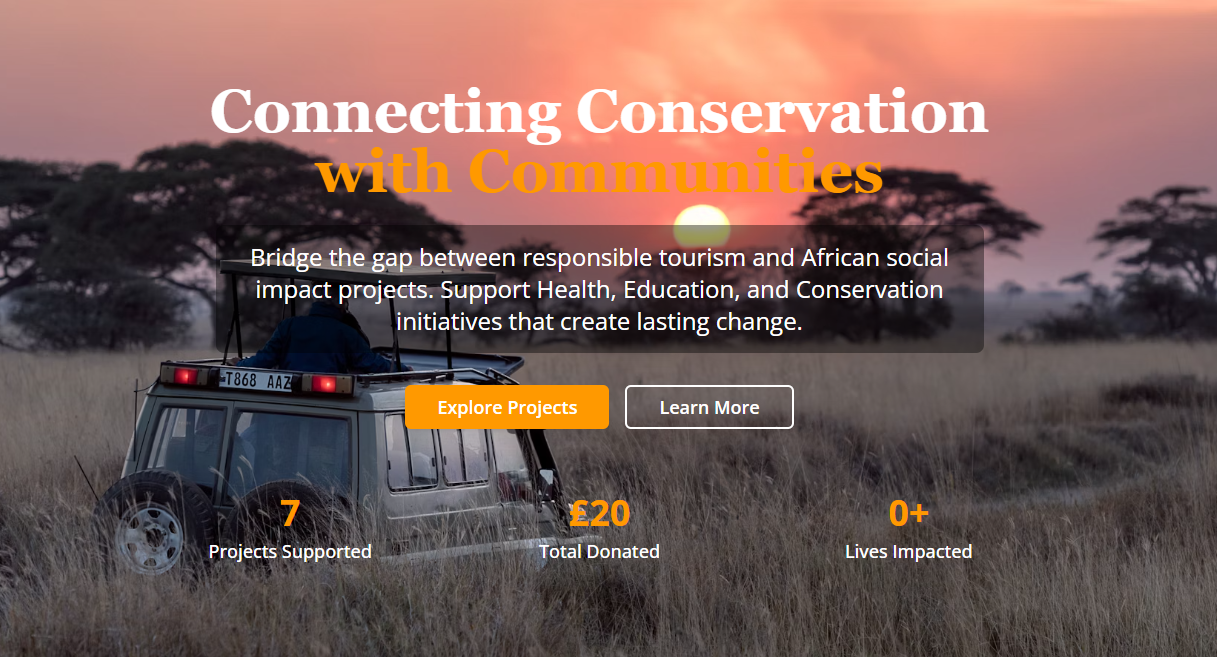 Connecting Conservation
with Communities
Bridge the gap between responsible tourism and African social
impact projects. Support Health, Education, and Conservation
initiatives that create lasting change.
T868 AAZ
Explore Projects
Learn More
7
Projects Supported
£20
Total Donated
0+
Lives Impacted